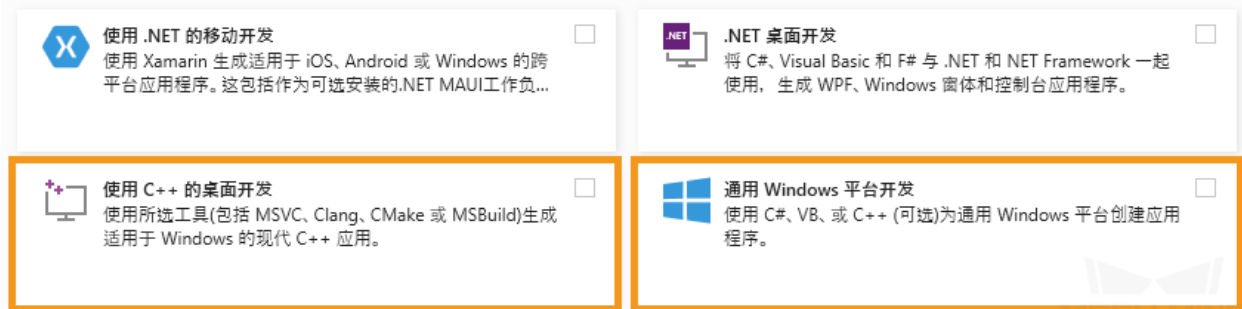 使用 .NET 的移动开发
使用 Xamarin 生成适用于 iOS、Android 或 Windows 的跨
平台应用程序。这包括作为可选安装的.NET MAUI工作负...
.NET
.NET 桌面开发
将 C#、Visual Basic 和 F# 与 .NET 和 NET Framework 一起
使用，生成 WPF、Windows 窗体和控制台应用程序。
使用 C++ 的桌面开发
使用所选工具(包括 MSVC、Clang、CMake 或 MSBuild)生成
适用于 Windows 的现代 C++ 应用。
通用 Windows 平台开发
使用 C#、VB、或 C++ (可选)为通用 Windows 平台创建应用
程序。